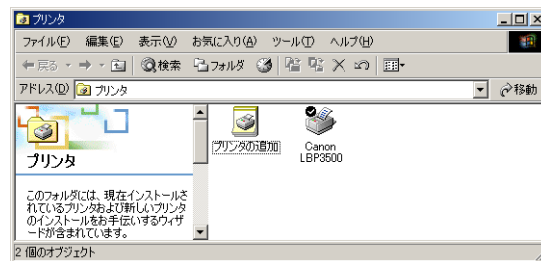 プリンタ
ファイル(F) 編集(E) 表示(V) お気に入り(A) ツール(T) ヘルプ(H)
戻る 検索 フォルダ
アドレス(D) プリンタ 移動
プリンタ
このフォルダには、現在インストールさ
れているプリンタおよび新しいプリンタ
のインストールをお手伝いするウィザ
ードが含まれています。
プリンタの追加
Canon
LBP3500
2 個のオブジェクト